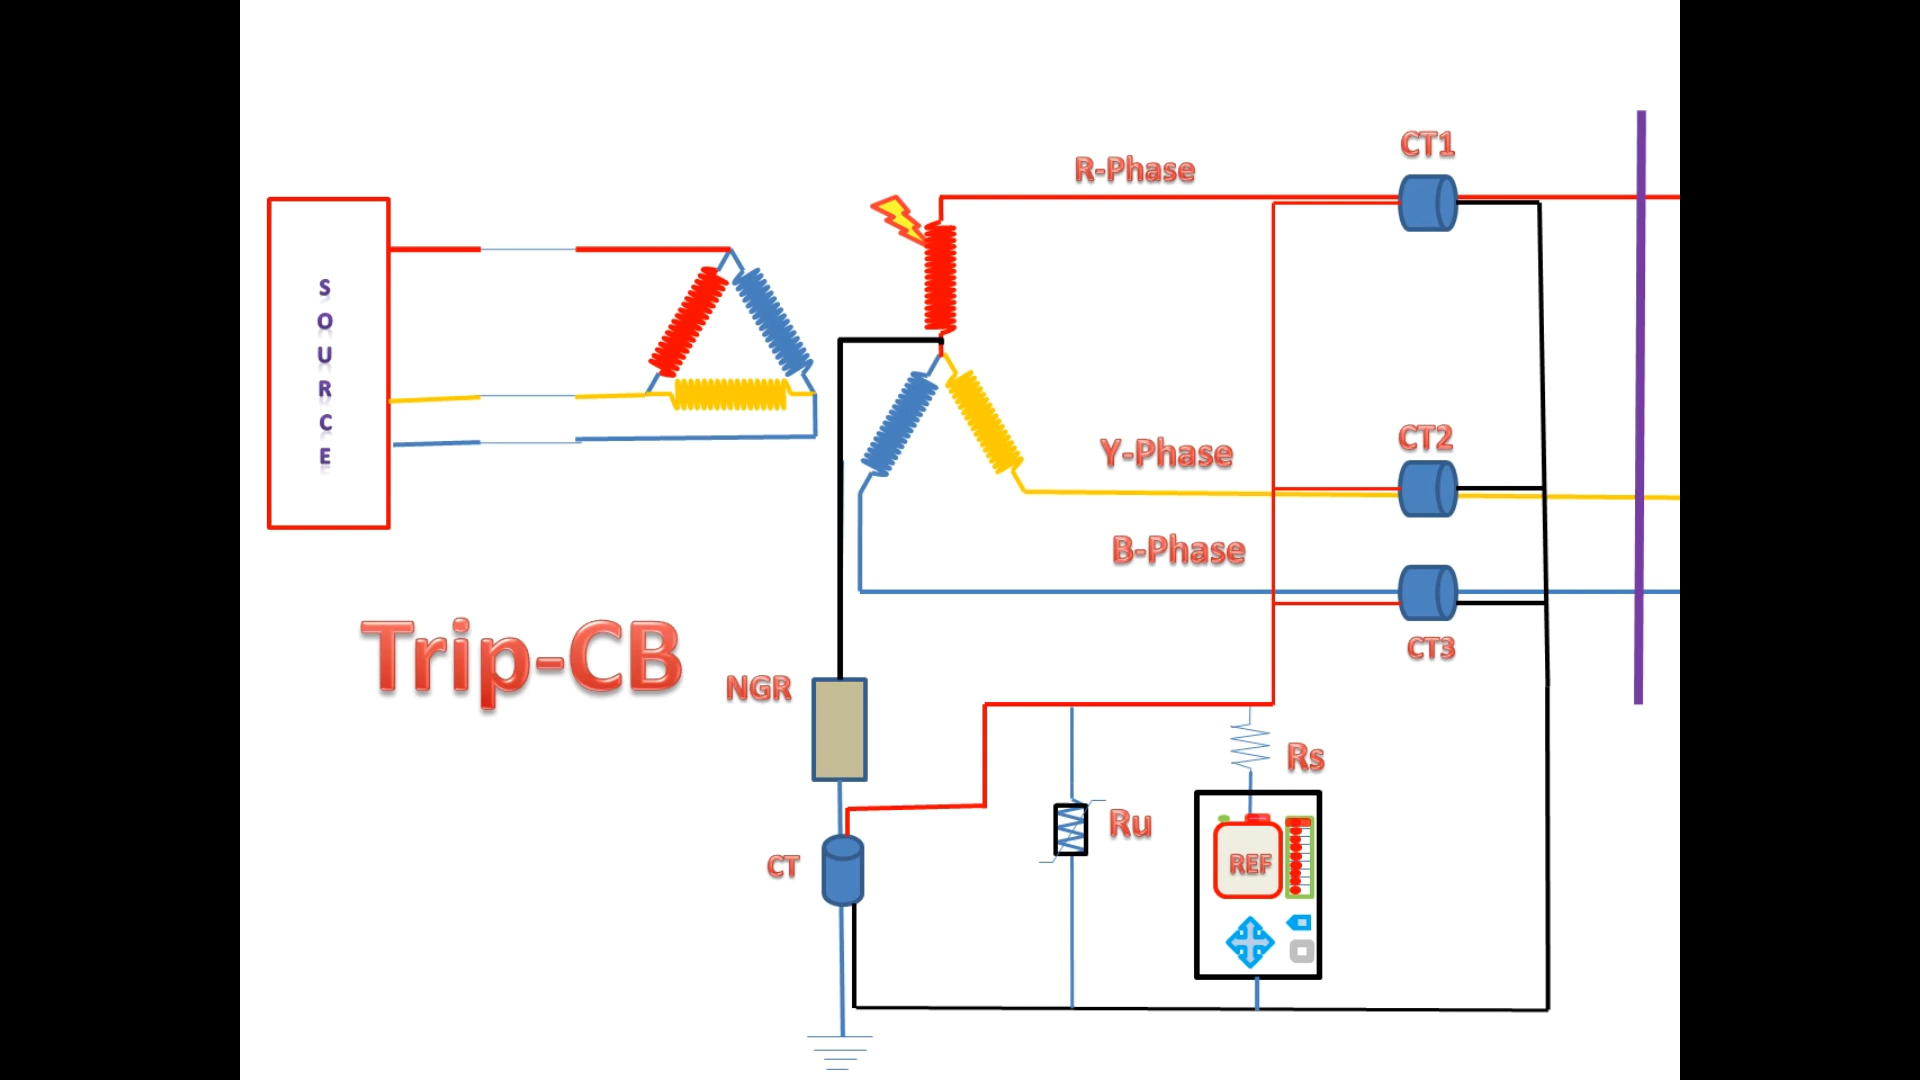 CT1
R-Phase
SOURCE
CT2
Y-Phase
B-Phase
CT3
Trip-CB
NGR
Rs
Ru
CT
REF